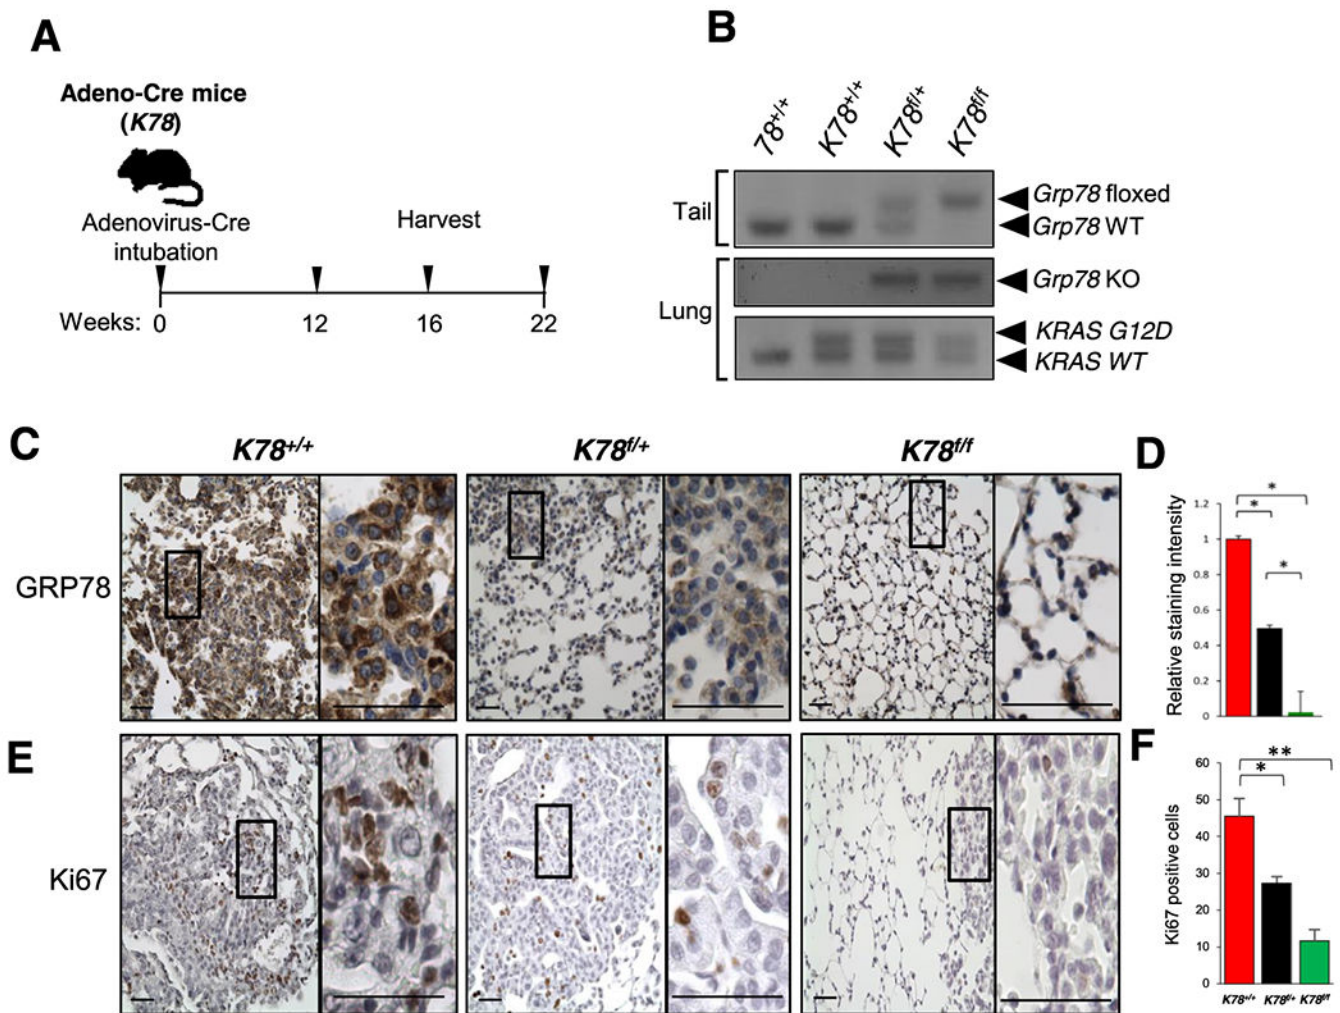 A
Adeno-Cre mice
(K78)
Adenovirus-Cre
intubation
Harvest
Weeks: 0 12 16 22
B
78+/+ K78+/+ K78f/+ K78f/f
Tail
Grp78 floxed
Grp78 WT
Lung
Grp78 KO
KRAS G12D
KRAS WT
C
K78+/+ K78f/+ K78f/f
GRP78
D
Relative staining intensity
1.2
1
0.8
0.6
0.4
0.2
0
* * *
E
Ki67
F
Ki67 positive cells
60
50
40
30
20
10
0
** *
K78+/+ K78f/+ K78f/f